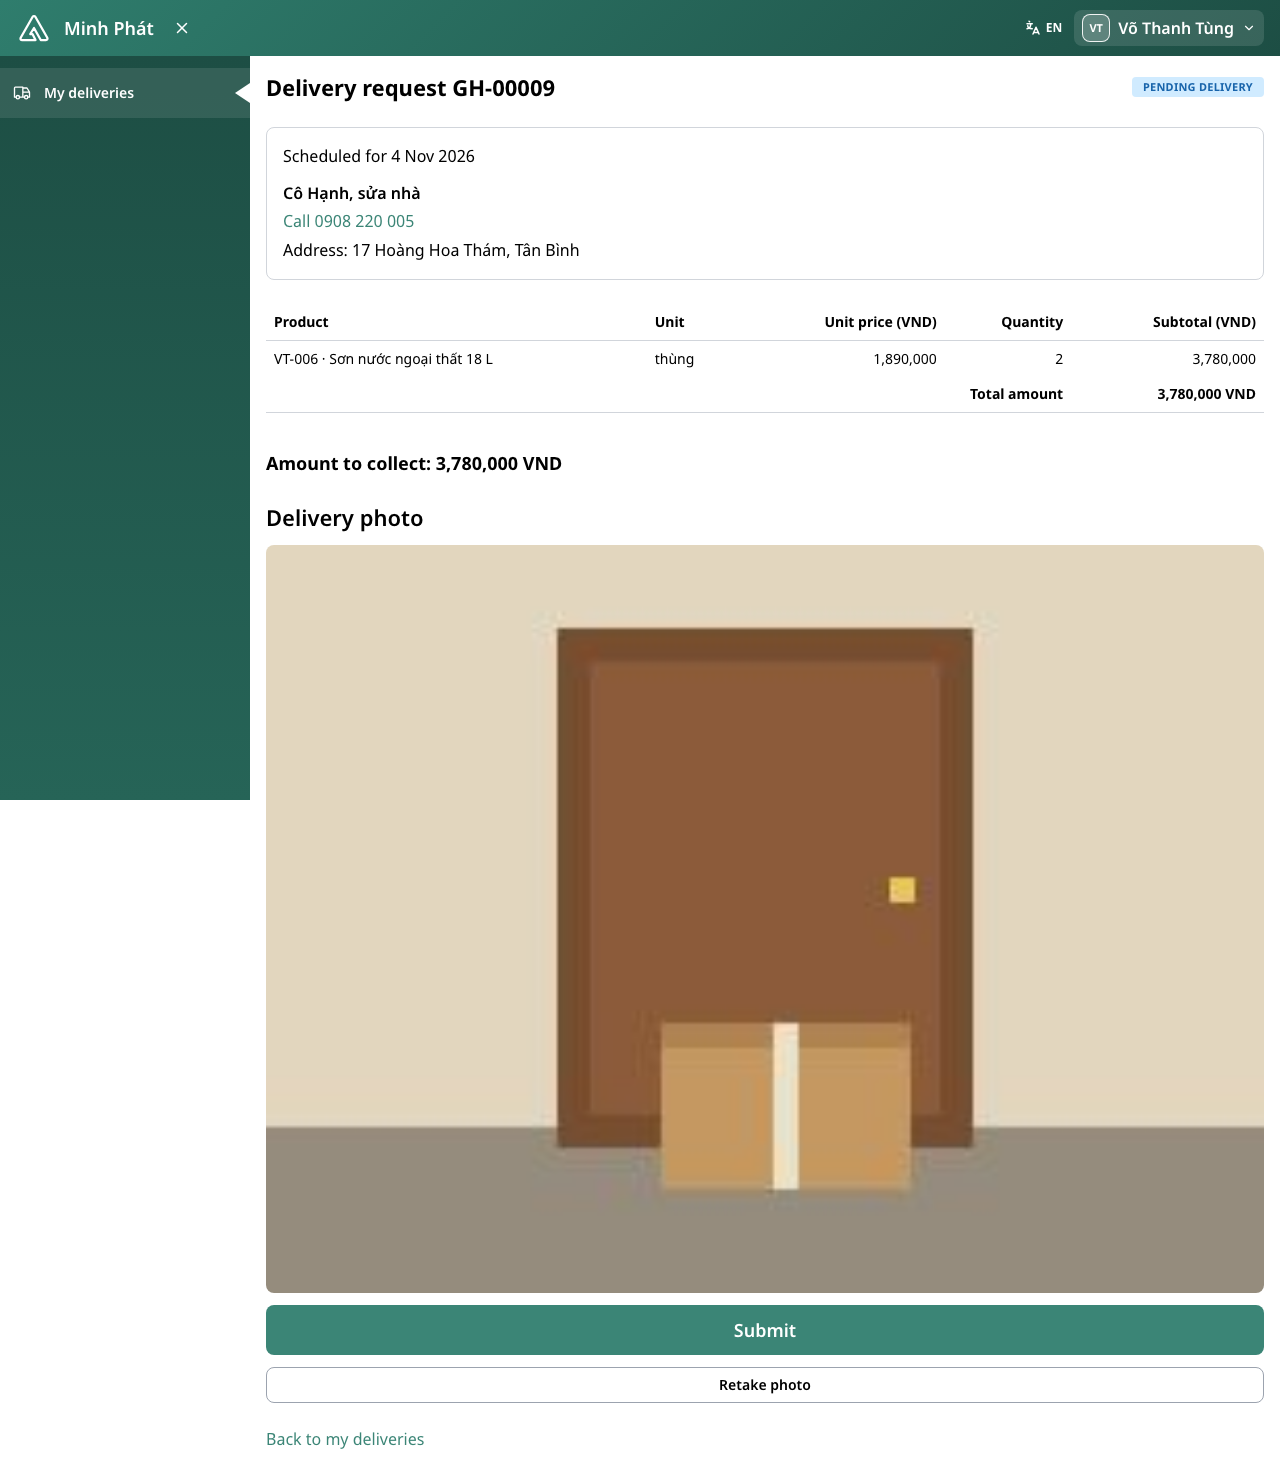 Minh Phát
EN
VT
Võ Thanh Tùng
My deliveries
Delivery request GH-00009
PENDING DELIVERY
Scheduled for 4 Nov 2026
Cô Hạnh, sửa nhà
Call 0908 220 005
Address: 17 Hoàng Hoa Thám, Tân Bình
Product Unit Unit price (VND) Quantity Subtotal (VND)
VT-006 · Sơn nước ngoại thất 18 L thùng 1,890,000 2 3,780,000
Total amount 3,780,000 VND
Amount to collect: 3,780,000 VND
Delivery photo
Submit
Retake photo
Back to my deliveries